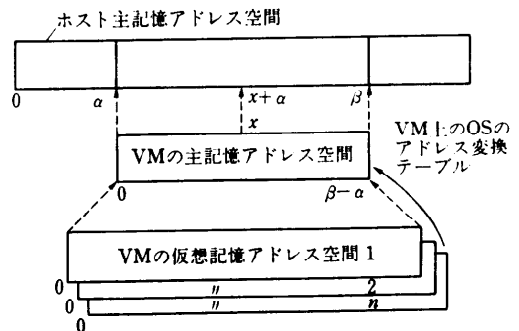 ホスト主記憶アドレス空間
0 α x+α β
x
VMの主記憶アドレス空間
0 β-α
VM上のOSの
アドレス変換
テーブル
VMの仮想記憶アドレス空間 1
0 〃 2
0 〃 n
0